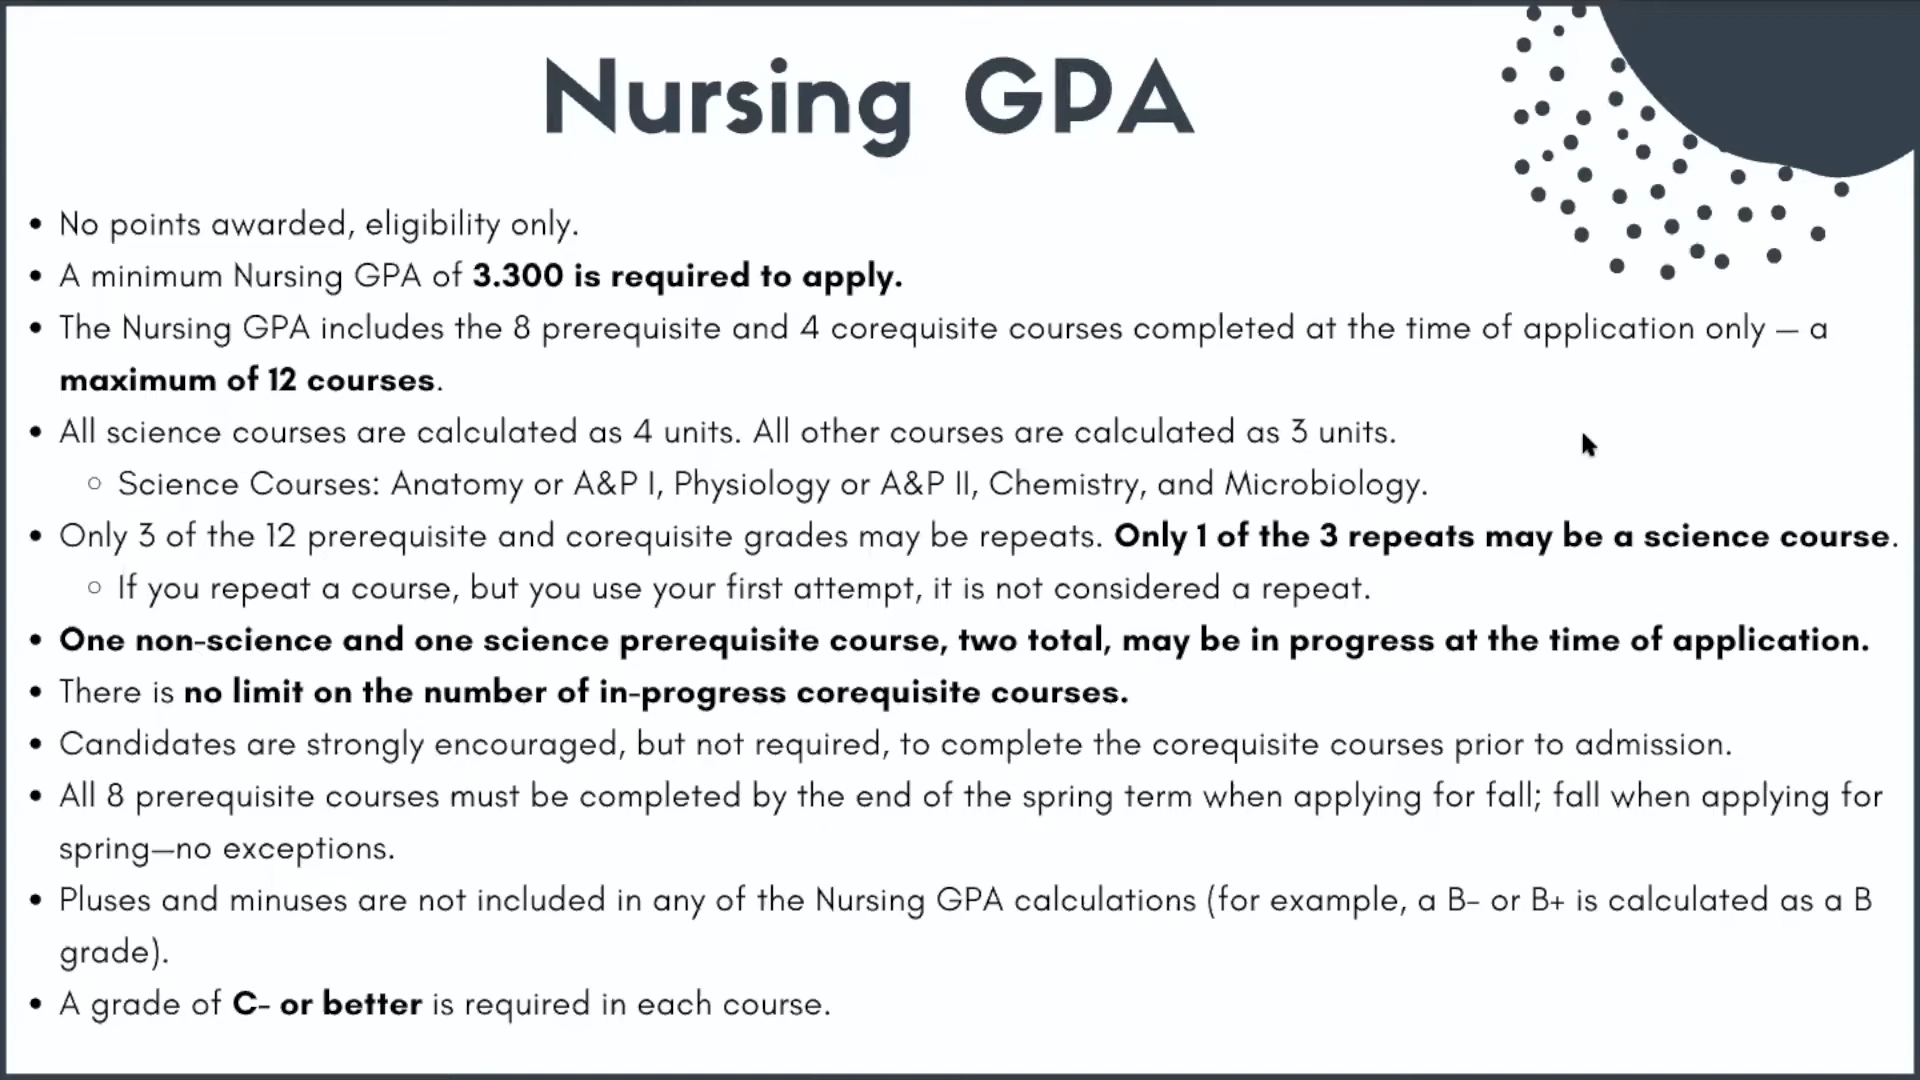 Nursing GPA
• No points awarded, eligibility only.
• A minimum Nursing GPA of 3.300 is required to apply.
• The Nursing GPA includes the 8 prerequisite and 4 corequisite courses completed at the time of application only — a
maximum of 12 courses.
• All science courses are calculated as 4 units. All other courses are calculated as 3 units.
○ Science Courses: Anatomy or A&P I, Physiology or A&P II, Chemistry, and Microbiology.
• Only 3 of the 12 prerequisite and corequisite grades may be repeats. Only 1 of the 3 repeats may be a science course.
○ If you repeat a course, but you use your first attempt, it is not considered a repeat.
• One non-science and one science prerequisite course, two total, may be in progress at the time of application.
• There is no limit on the number of in-progress corequisite courses.
• Candidates are strongly encouraged, but not required, to complete the corequisite courses prior to admission.
• All 8 prerequisite courses must be completed by the end of the spring term when applying for fall; fall when applying for
spring—no exceptions.
• Pluses and minuses are not included in any of the Nursing GPA calculations (for example, a B- or B+ is calculated as a B
grade).
• A grade of C- or better is required in each course.